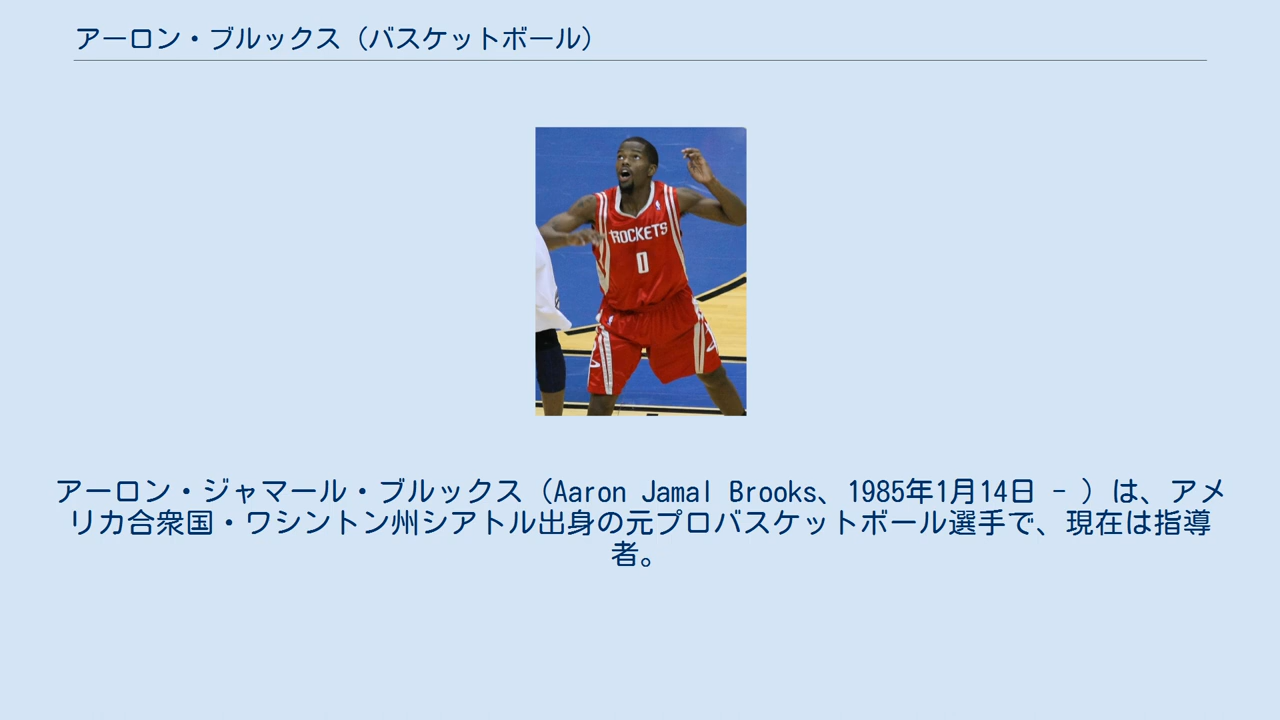 アーロン・ブルックス（バスケットボール）
ROCKETS
0
アーロン・ジャマール・ブルックス（Aaron Jamal Brooks、1985年1月14日 - ）は、アメ
リカ合衆国・ワシントン州シアトル出身の元プロバスケットボール選手で、現在は指導
者。